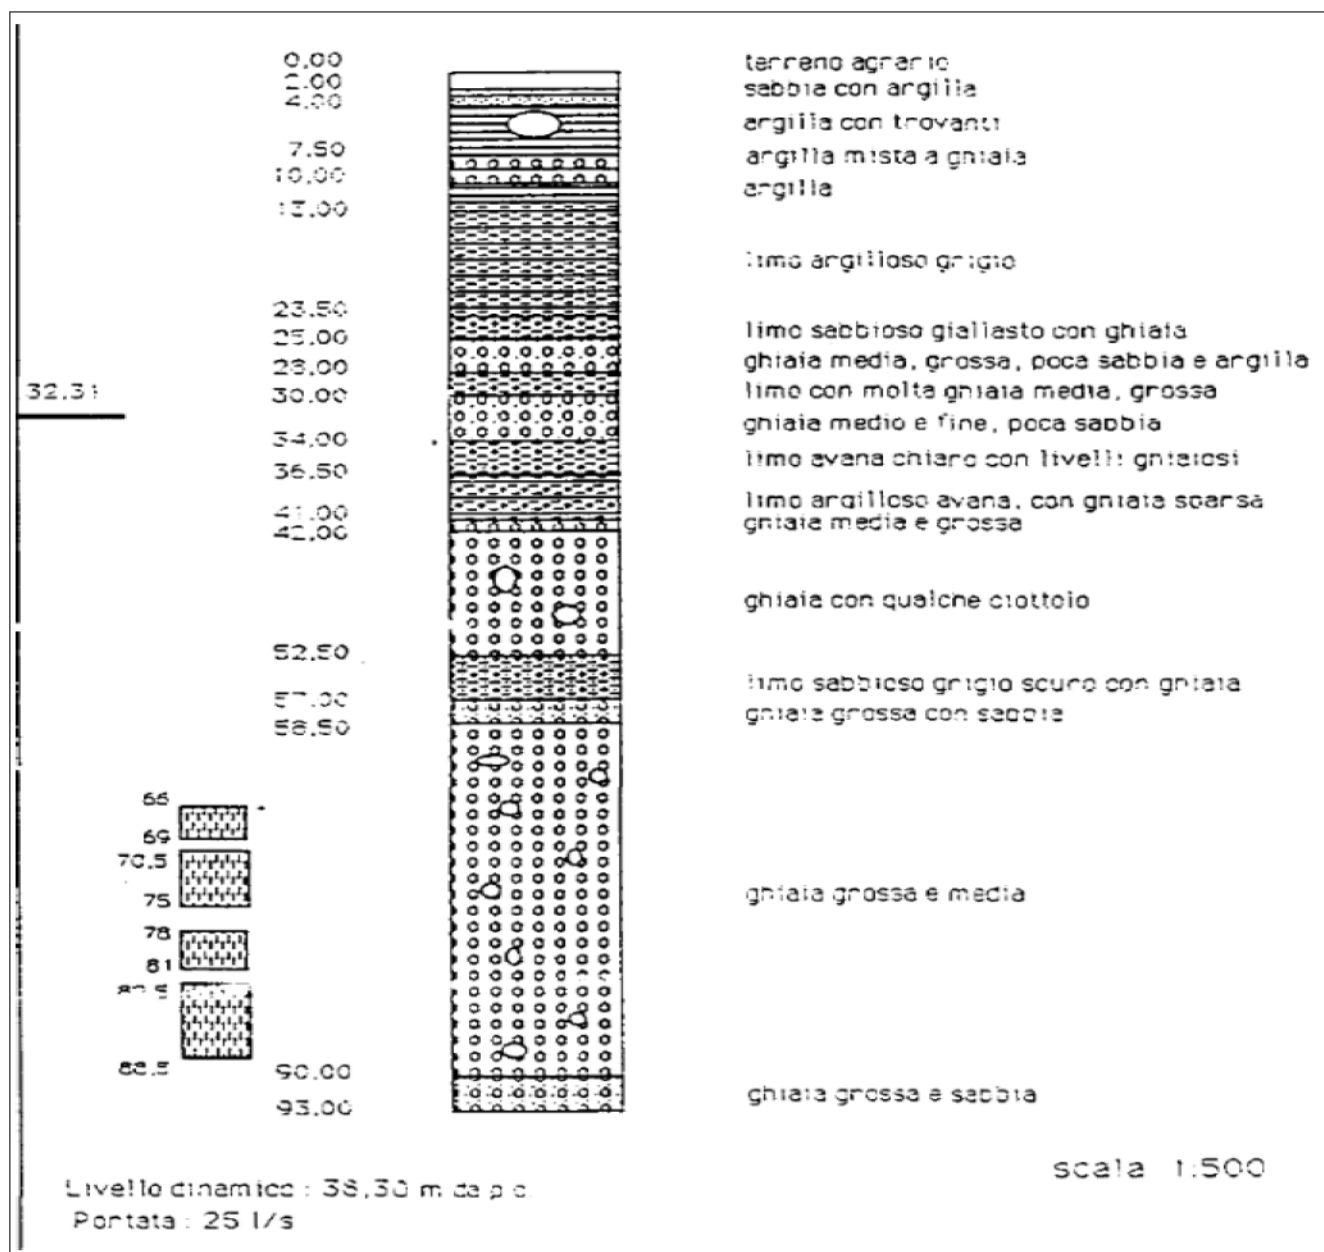 0,00 terreno agrario
2.00 sabbia con argilla
4.00
argilla con trovanti
7.50 argilla mista a ghiaia
10,00 argilla
13,00
limo argilloso grigio
23.50 limo sabbioso giallasto con ghiaia
25.00
ghiaia media, grossa, poca sabbia e argilla
28.00
32.31 30.00 limo con molta ghiaia media, grossa
ghiaia medio e fine, poca sabbia
34,00
limo avana chiaro con livelli ghiaiosi
36,50
limo argilloso avana, con ghiaia sparsa
41.00 ghiaia media e grossa
42,00
ghiaia con qualche ciottolo
52.50
limo sabbioso grigio scuro con ghiaia
57.00 ghiaia grossa con sabbia
58,50
66
69
70,5
75 ghiaia grossa e media
78
81
82,5
88,5 90.00
93,00 ghiaia grossa e sabbia
scala 1:500
Livello dinamico : 38,30 m da p.c.
Portata : 25 l/s